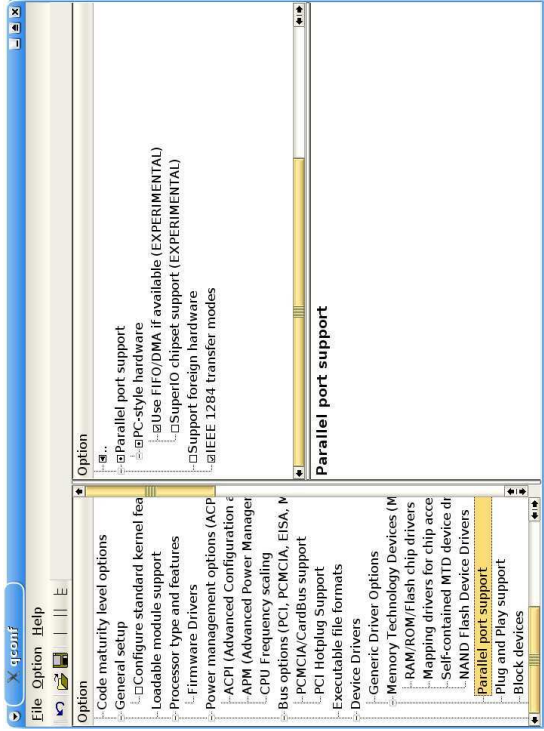 qconf
File Option Help
E
Option
Code maturity level options
General setup
Configure standard kernel fea
Loadable module support
Processor type and features
Firmware Drivers
Power management options (ACP
ACPI (Advanced Configuration a
APM (Advanced Power Manager
CPU Frequency scaling
Bus options (PCI, PCMCIA, EISA, M
PCMCIA/CardBus support
PCI Hotplug Support
Executable file formats
Device Drivers
Generic Driver Options
Memory Technology Devices (M
RAM/ROM/Flash chip drivers
Mapping drivers for chip acce
Self-contained MTD device dr
NAND Flash Device Drivers
Parallel port support
Plug and Play support
Block devices
Option
..
Parallel port support
PC-style hardware
Use FIFO/DMA if available (EXPERIMENTAL)
SuperIO chipset support (EXPERIMENTAL)
Support foreign hardware
IEEE 1284 transfer modes
Parallel port support